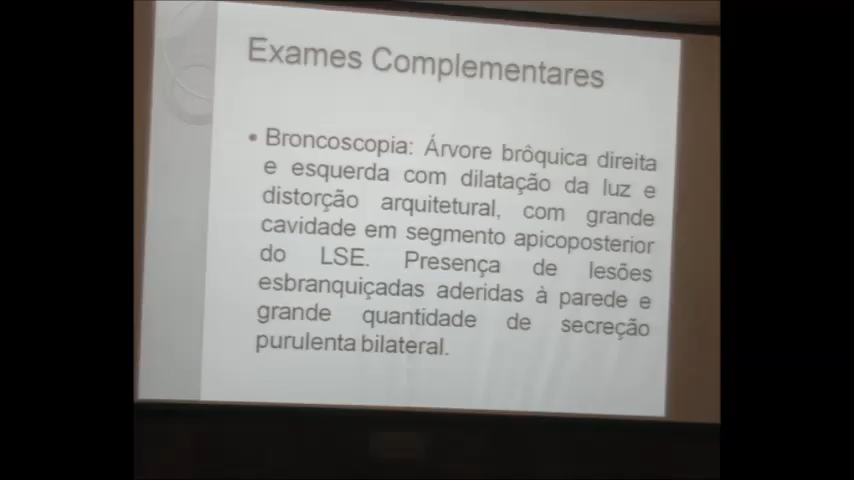 Exames Complementares
• Broncoscopia: Árvore brôquica direita
e esquerda com dilatação da luz e
distorção arquitetural, com grande
cavidade em segmento apicoposterior
do LSE. Presença de lesões
esbranquiçadas aderidas à parede e
grande quantidade de secreção
purulenta bilateral.